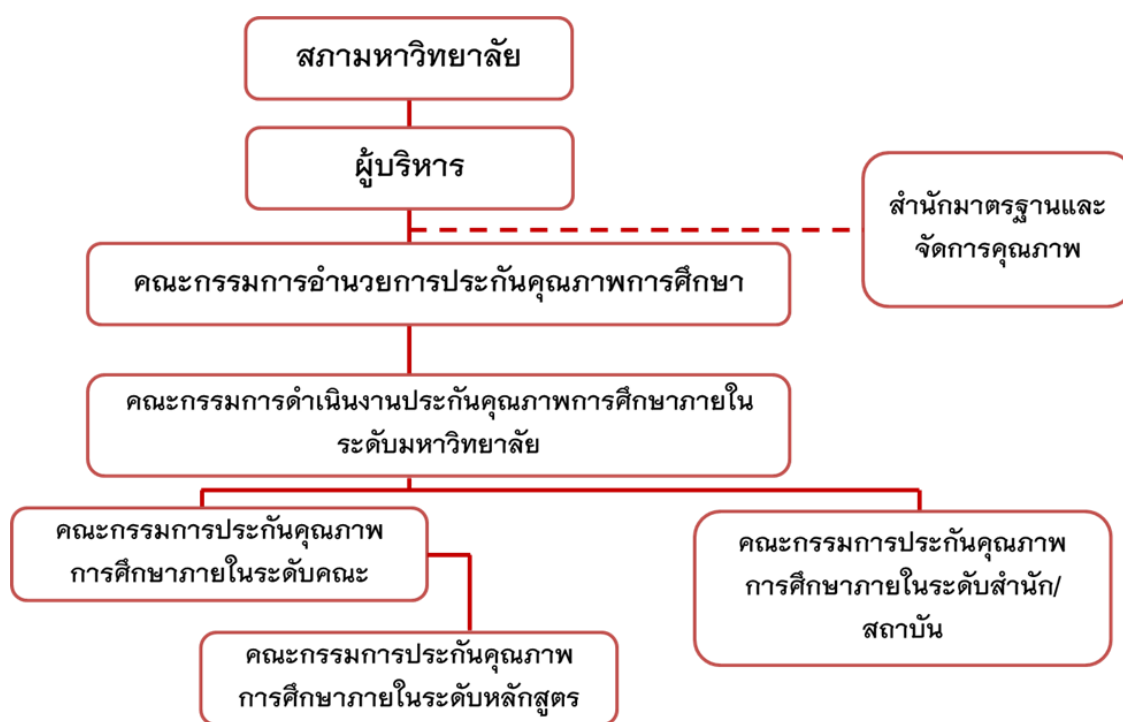 สภามหาวิทยาลัย
ผู้บริหาร
สำนักมาตรฐานและ
จัดการคุณภาพ
คณะกรรมการอำนวยการประกันคุณภาพการศึกษา
คณะกรรมการดำเนินงานประกันคุณภาพการศึกษาภายใน
ระดับมหาวิทยาลัย
คณะกรรมการประกันคุณภาพ
การศึกษาภายในระดับคณะ
คณะกรรมการประกันคุณภาพ
การศึกษาภายในระดับสำนัก/
สถาบัน
คณะกรรมการประกันคุณภาพ
การศึกษาภายในระดับหลักสูตร